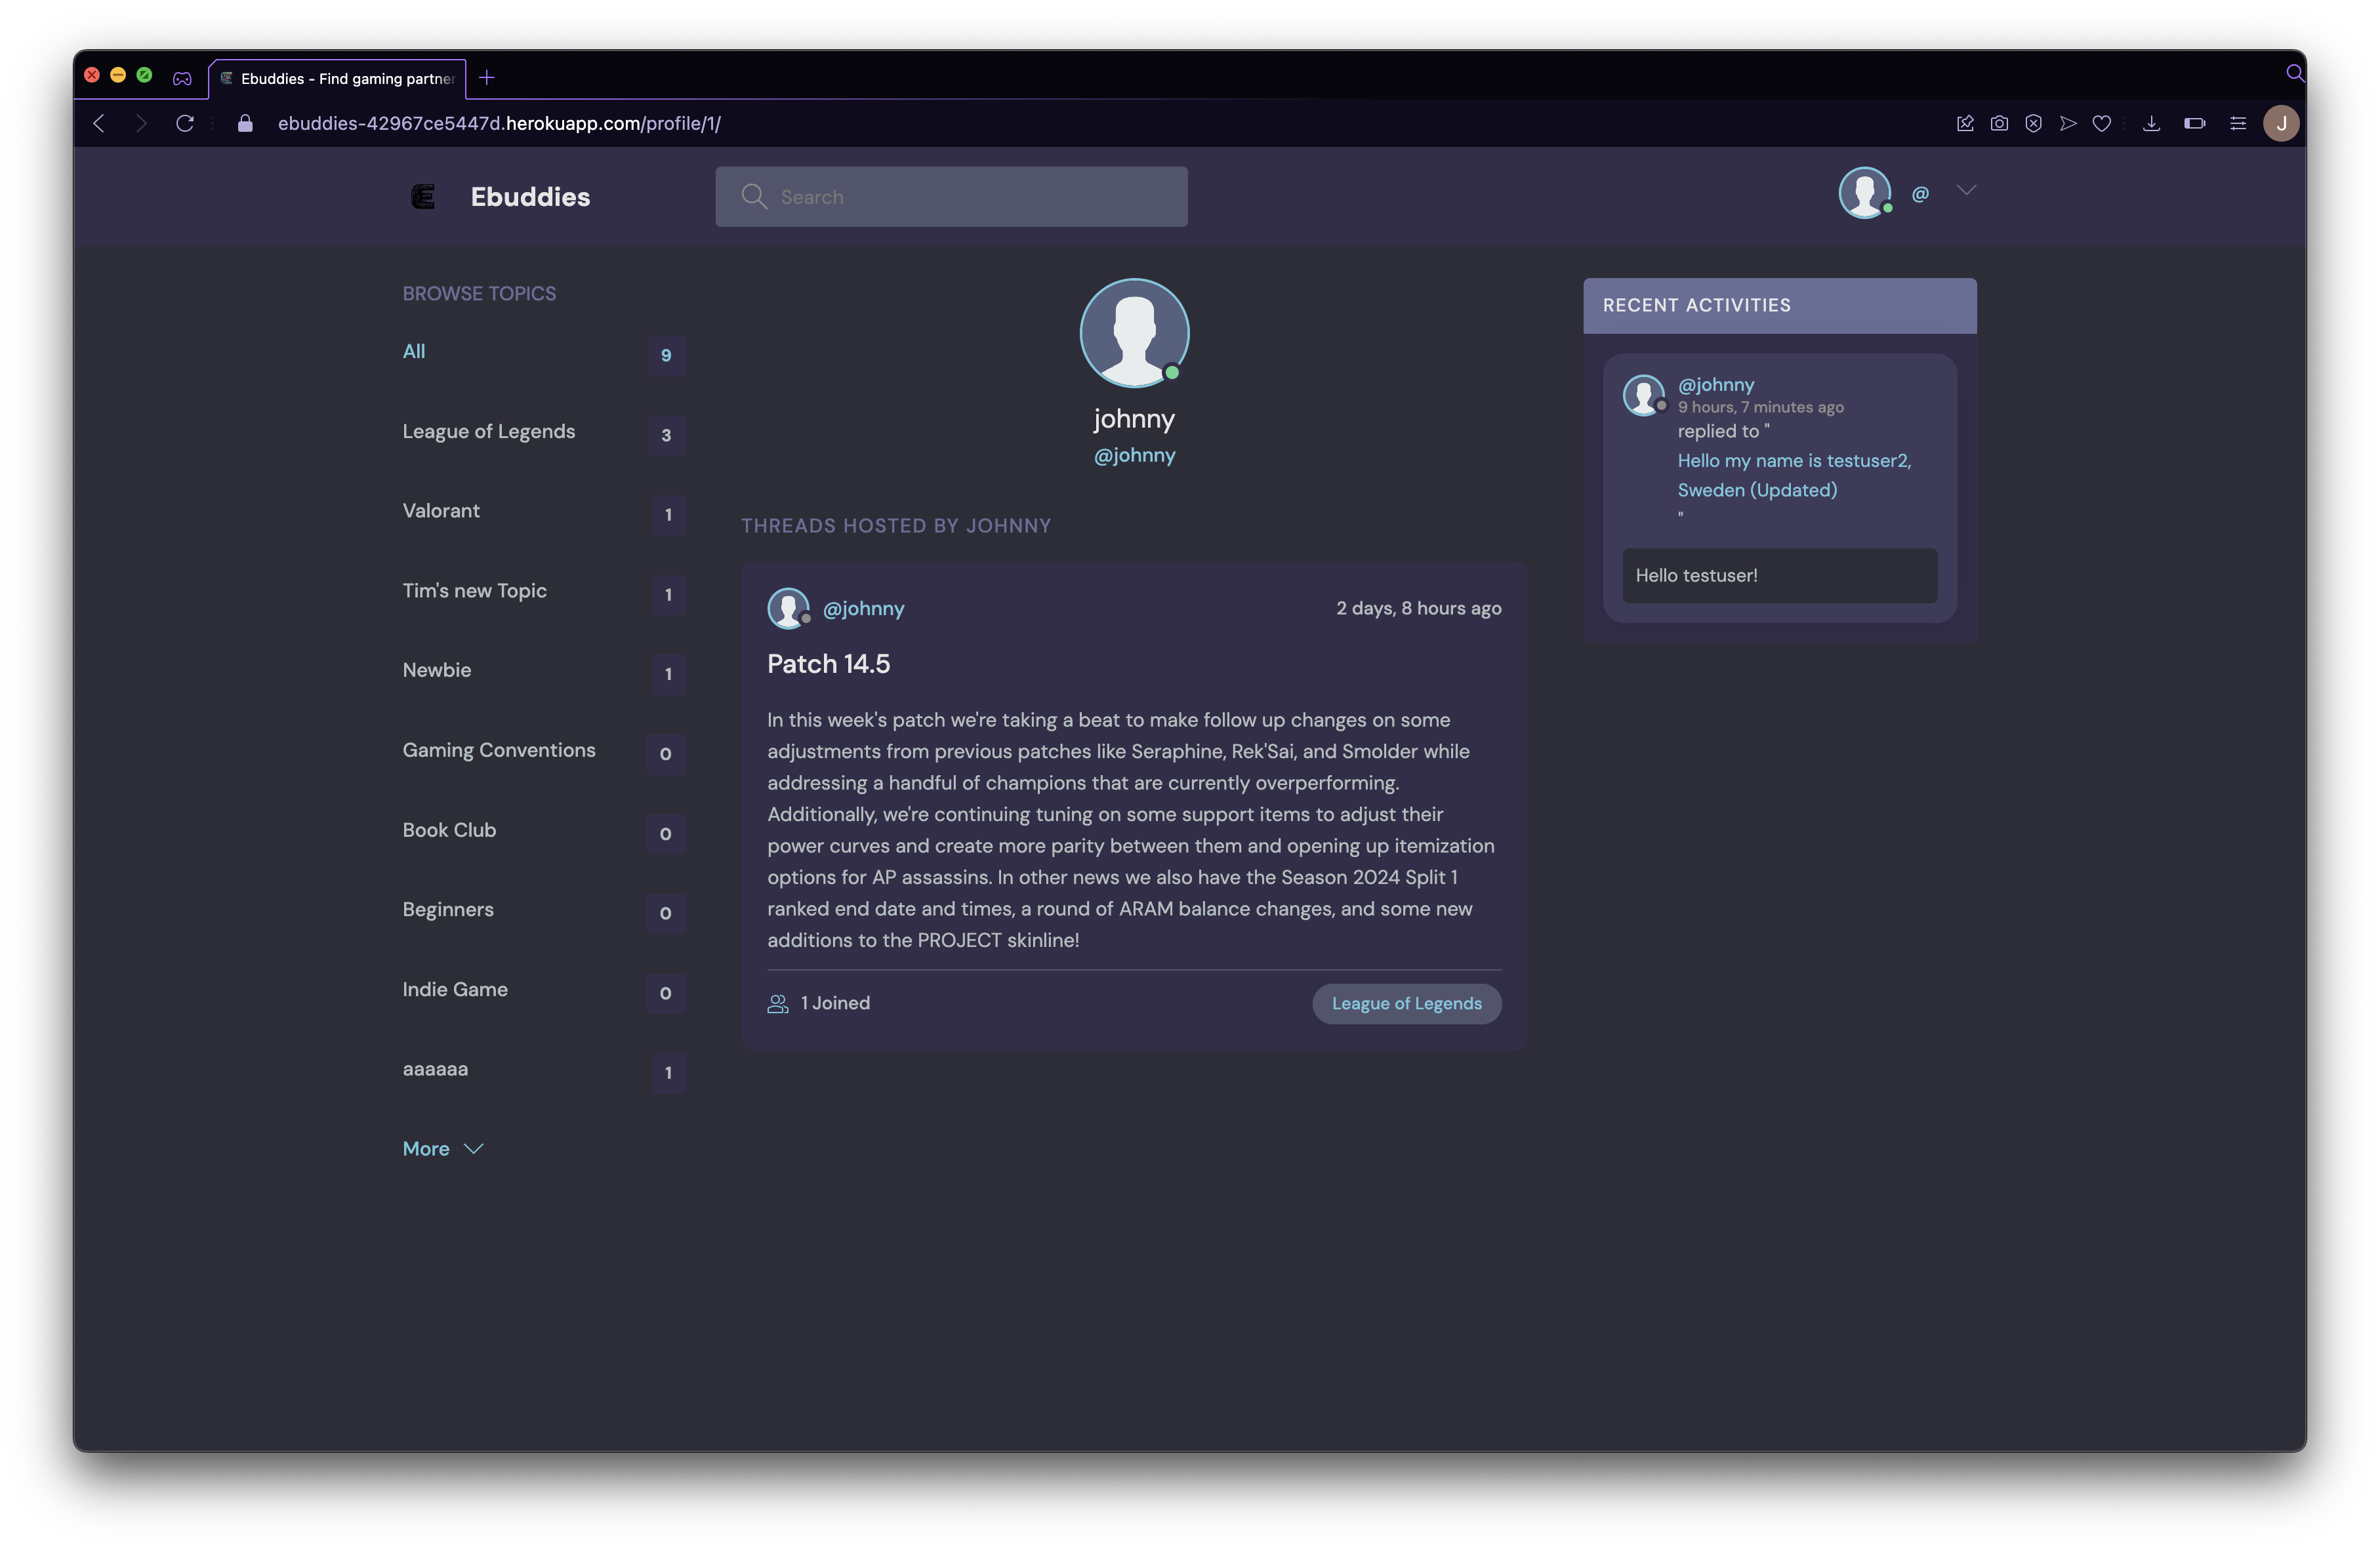 Ebuddies - Find gaming partner
ebuddies-42967ce5447d.herokuapp.com/profile/1/
J
Ebuddies
Search
@
BROWSE TOPICS
All 9
League of Legends 3
Valorant 1
Tim's new Topic 1
Newbie 1
Gaming Conventions 0
Book Club 0
Beginners 0
Indie Game 0
aaaaaa 1
More
johnny
@johnny
THREADS HOSTED BY JOHNNY
@johnny 2 days, 8 hours ago
Patch 14.5
In this week's patch we're taking a beat to make follow up changes on some
adjustments from previous patches like Seraphine, Rek'Sai, and Smolder while
addressing a handful of champions that are currently overperforming.
Additionally, we're continuing tuning on some support items to adjust their
power curves and create more parity between them and opening up itemization
options for AP assassins. In other news we also have the Season 2024 Split 1
ranked end date and times, a round of ARAM balance changes, and some new
additions to the PROJECT skinline!
1 Joined
League of Legends
RECENT ACTIVITIES
@johnny
9 hours, 7 minutes ago
replied to "
Hello my name is testuser2,
Sweden (Updated)
"
Hello testuser!